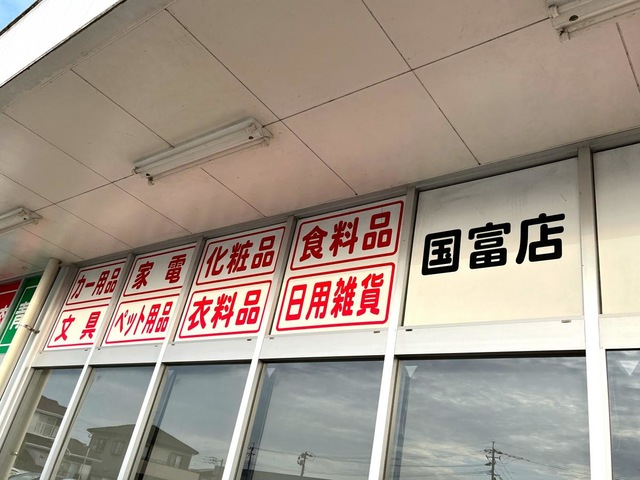 カー用品
文具
家電
ペット用品
化粧品
衣料品
食料品
日用雑貨
国富店